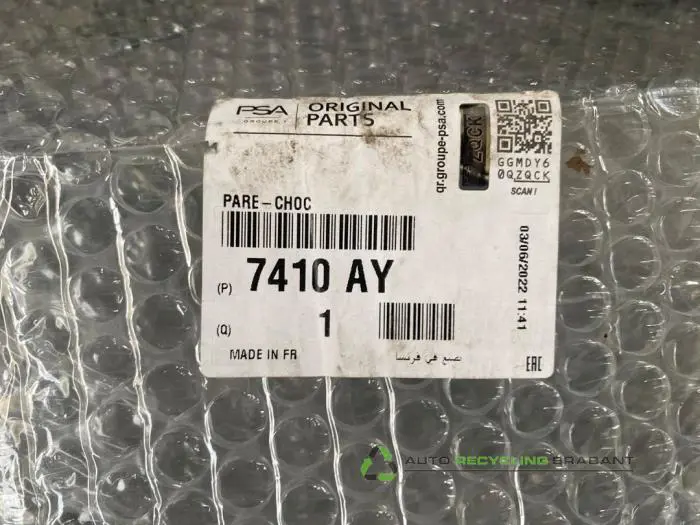 PSA
GROUPE
ORIGINAL
PARTS
qr.groupe-psa.com
ZQCK
GGMDY6
0QZQCK
SCAN!
PARE-CHOC
(P) 7410 AY
(Q) 1
03/06/2022 11:41
MADE IN FR
صنع في فرنسا
EAC
AUTO RECYCLING BRABANT